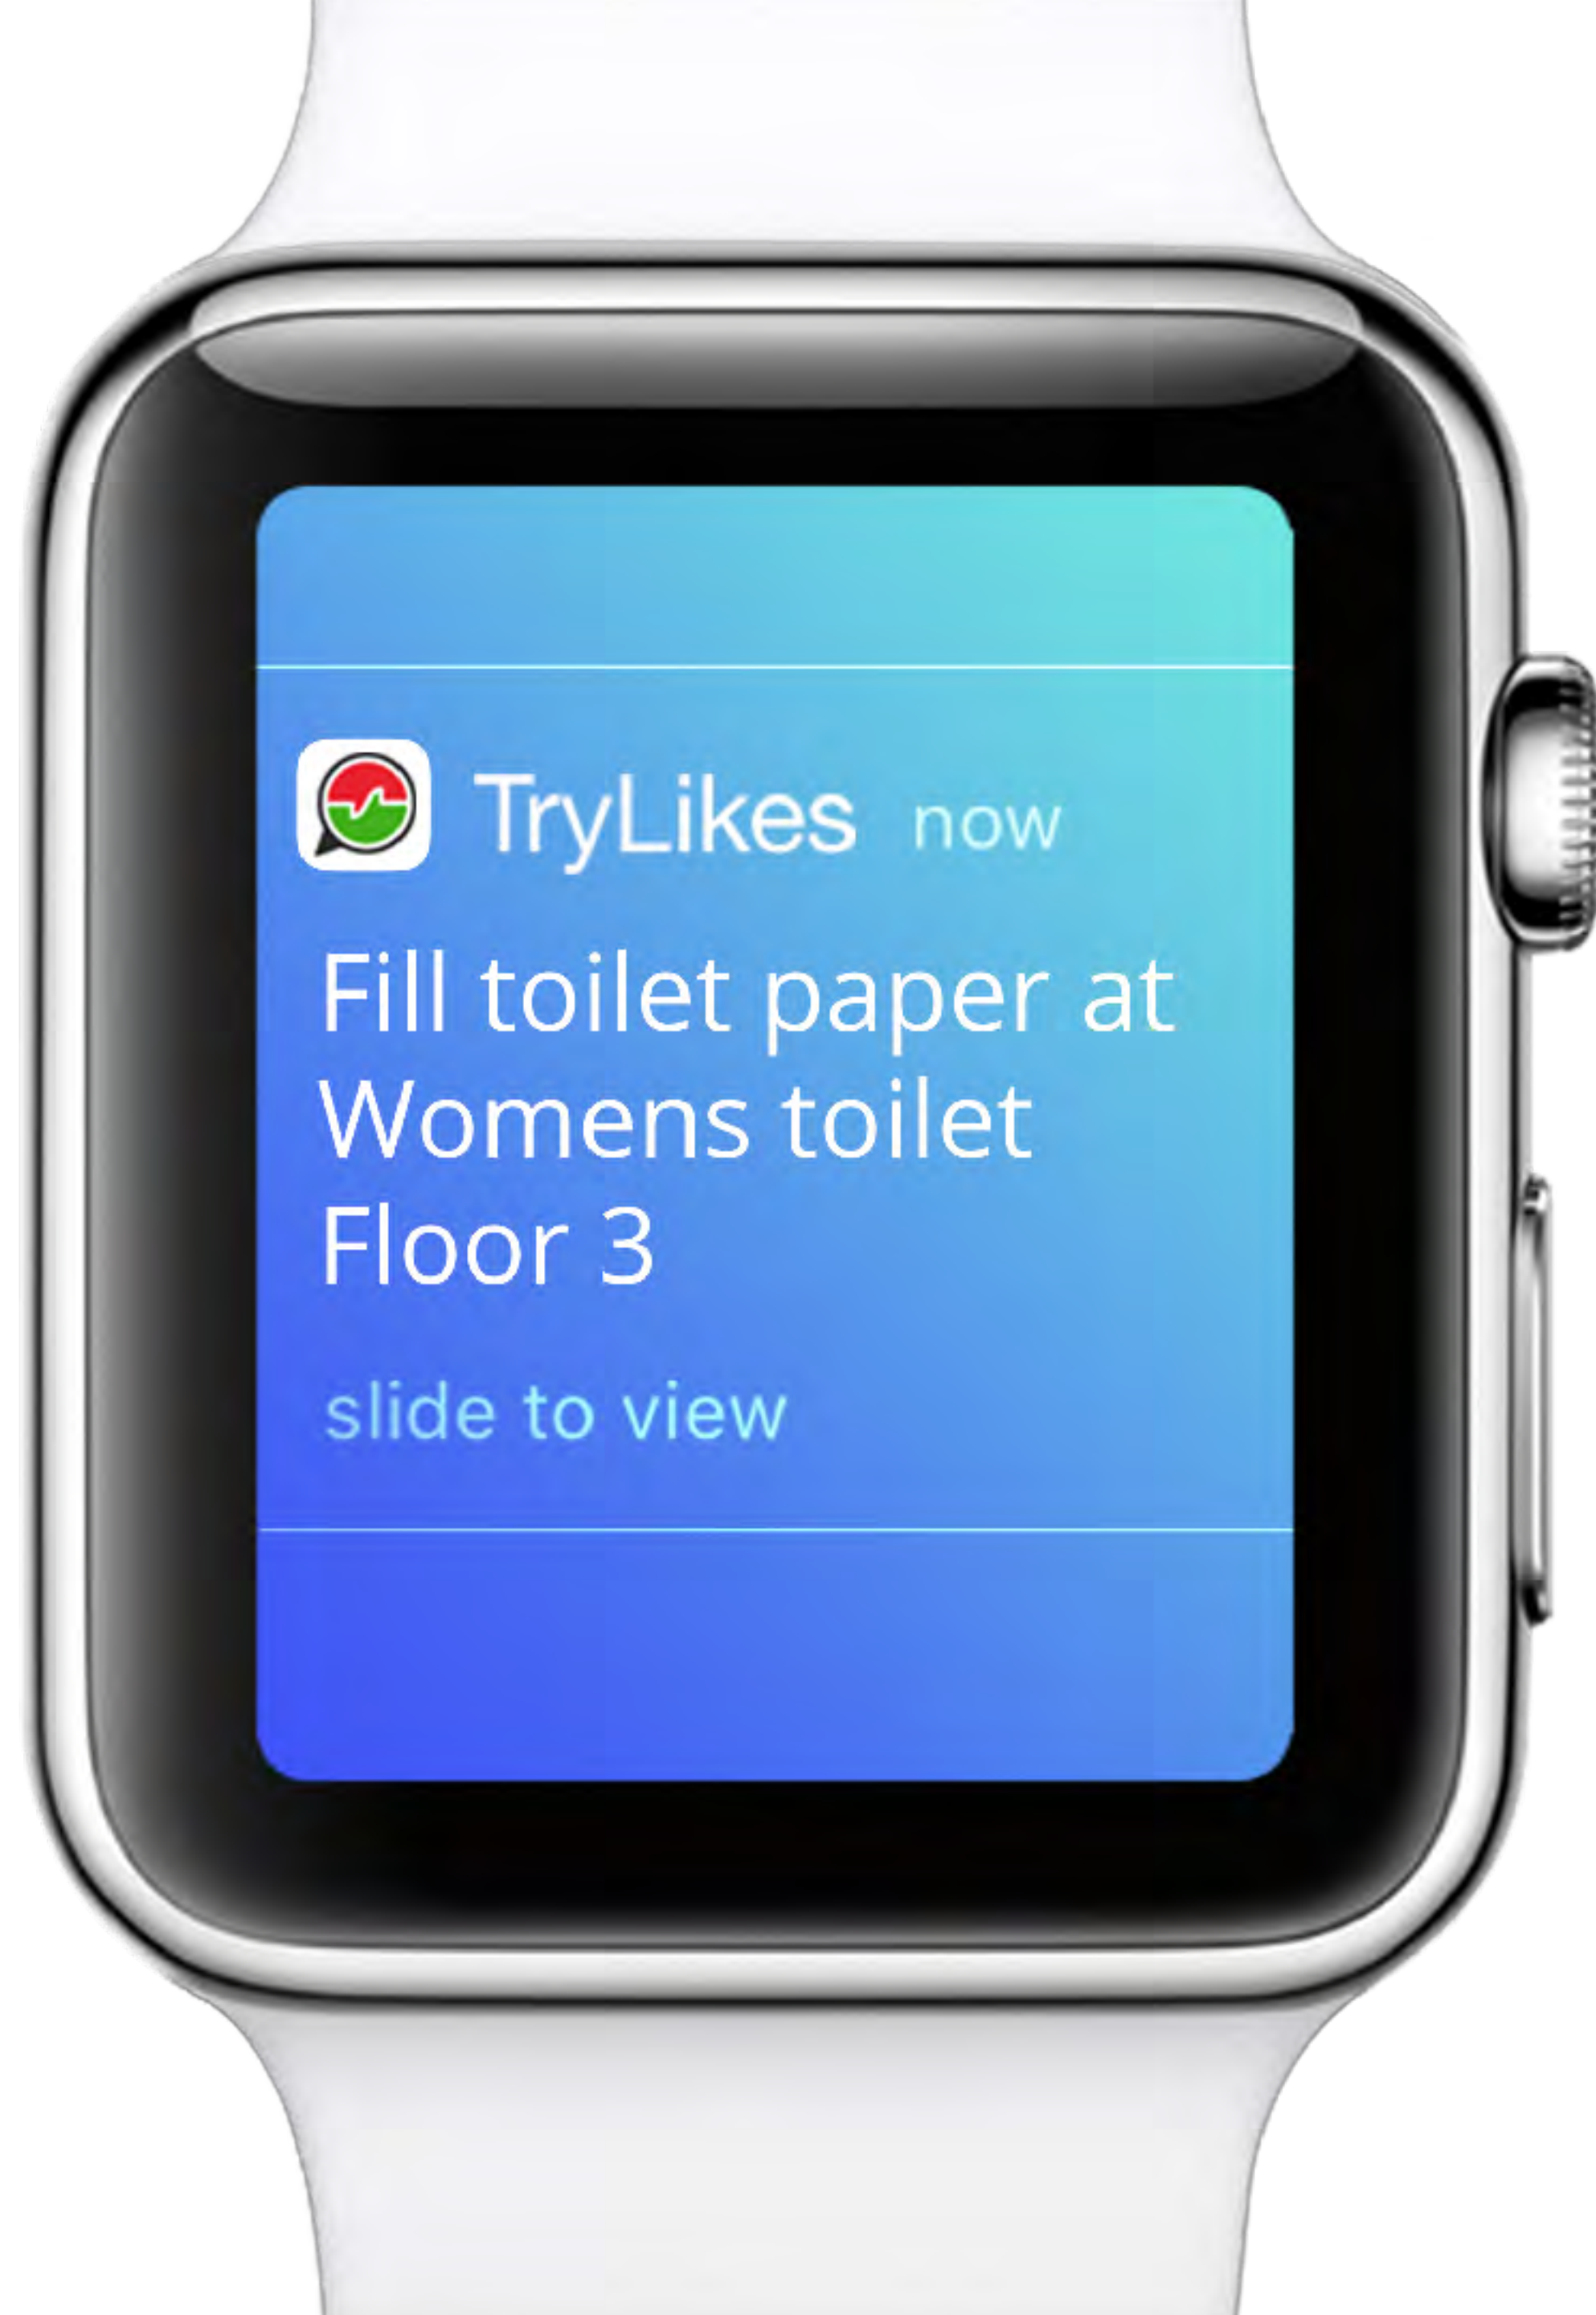 TryLikes now
Fill toilet paper at
Womens toilet
Floor 3
slide to view